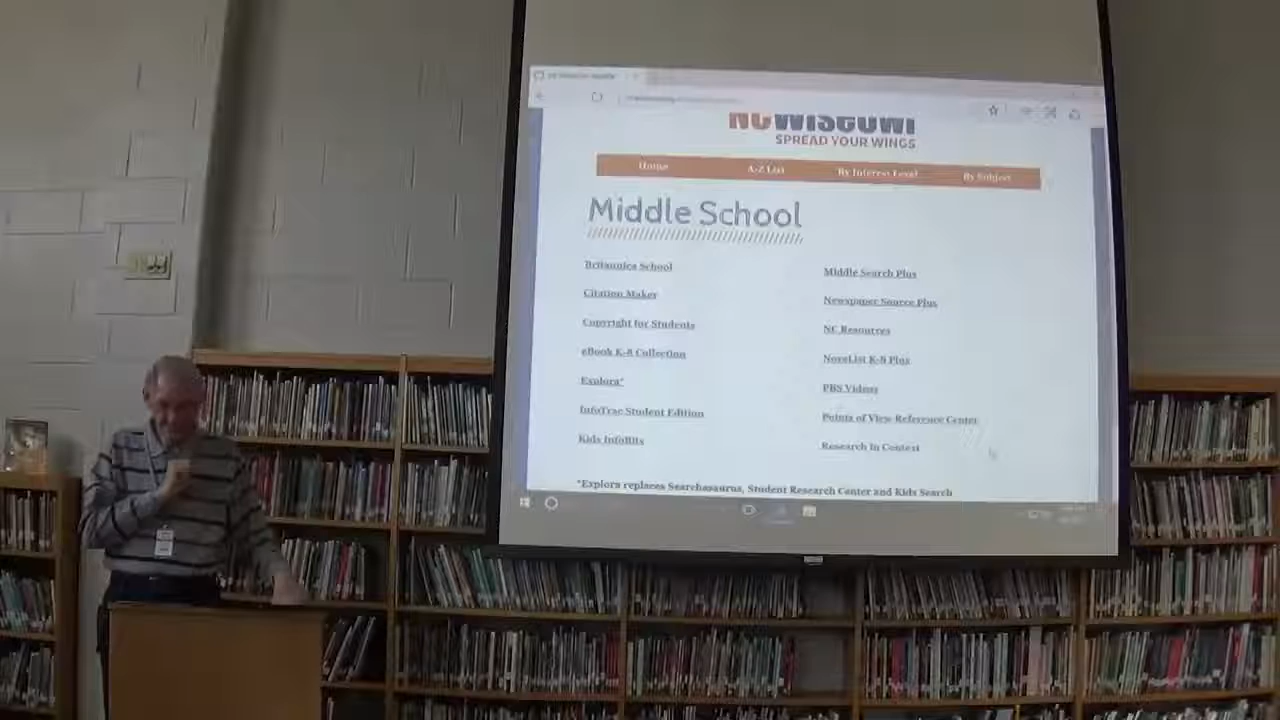 NCWISEOWL
SPREAD YOUR WINGS
Home A-Z List By Interest Level By Subject
Middle School
Britannica School
Citation Maker
Copyright for Students
eBook K-8 Collection
Explora*
InfoTrac Student Edition
Kids InfoBits
Middle Search Plus
Newspaper Source Plus
NC Resources
NoveList K-8 Plus
PBS Videos
Points of View Reference Center
Research In Context
*Explora replaces Searchasaurus, Student Research Center and Kids Search